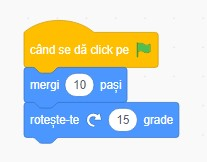 când se dă click pe
mergi 10 pași
rotește-te 15 grade